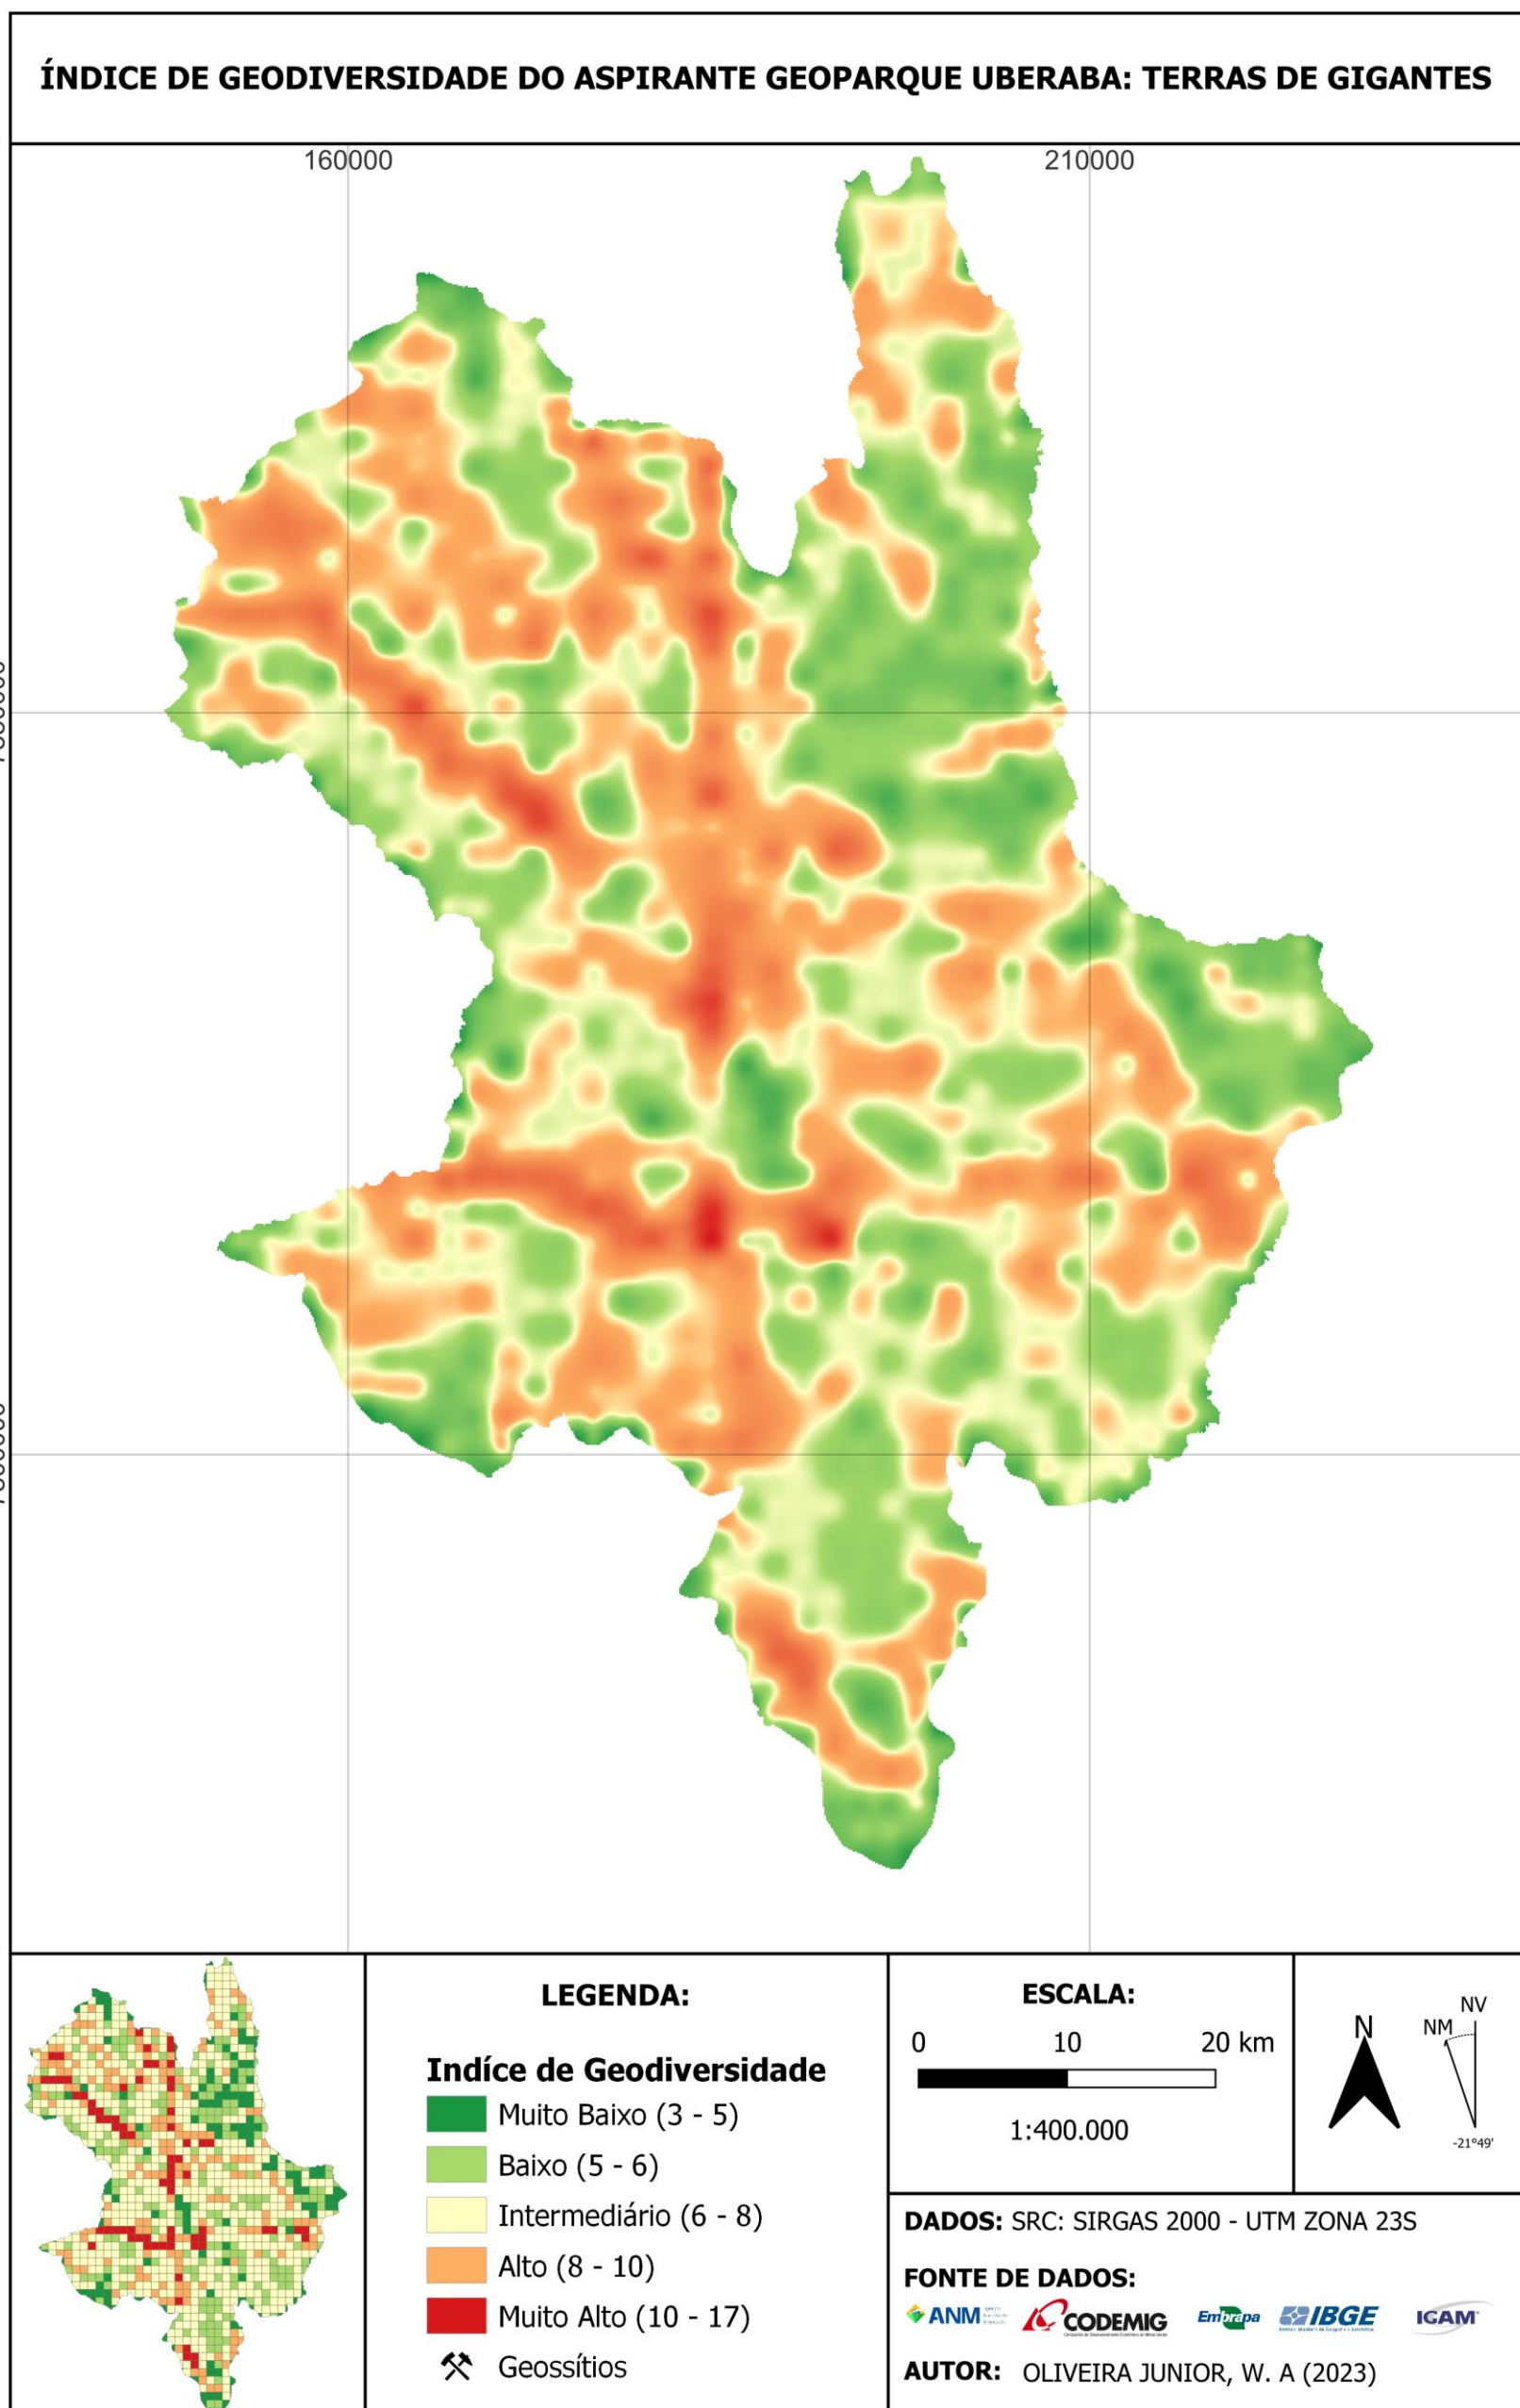 ÍNDICE DE GEODIVERSIDADE DO ASPIRANTE GEOPARQUE UBERABA: TERRAS DE GIGANTES
160000
210000
LEGENDA:
Indíce de Geodiversidade
Muito Baixo (3 - 5)
Baixo (5 - 6)
Intermediário (6 - 8)
Alto (8 - 10)
Muito Alto (10 - 17)
Geossítios
ESCALA:
0 10 20 km
1:400.000
N
NM
NV
-21°49'
DADOS: SRC: SIRGAS 2000 - UTM ZONA 23S
FONTE DE DADOS:
ANM CODEMIG Embrapa IBGE IGAM
AUTOR: OLIVEIRA JUNIOR, W. A (2023)